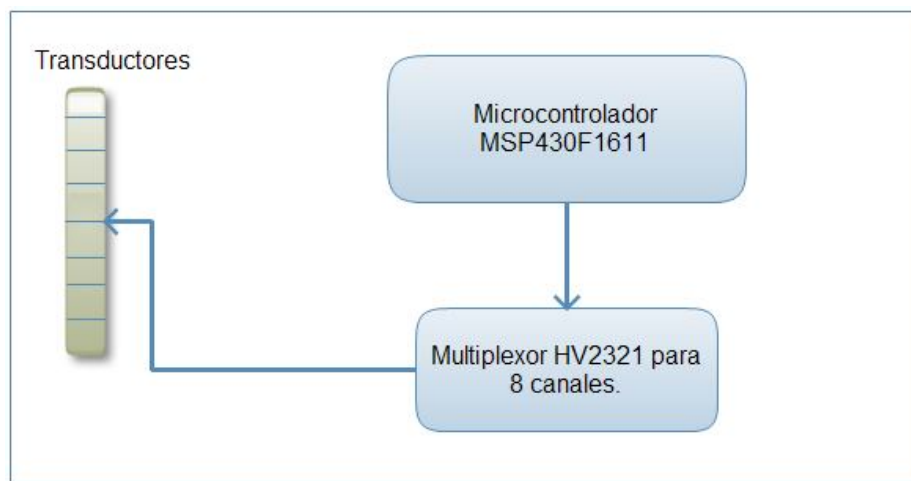 Transductores
Microcontrolador
MSP430F1611
Multiplexor HV2321 para
8 canales.